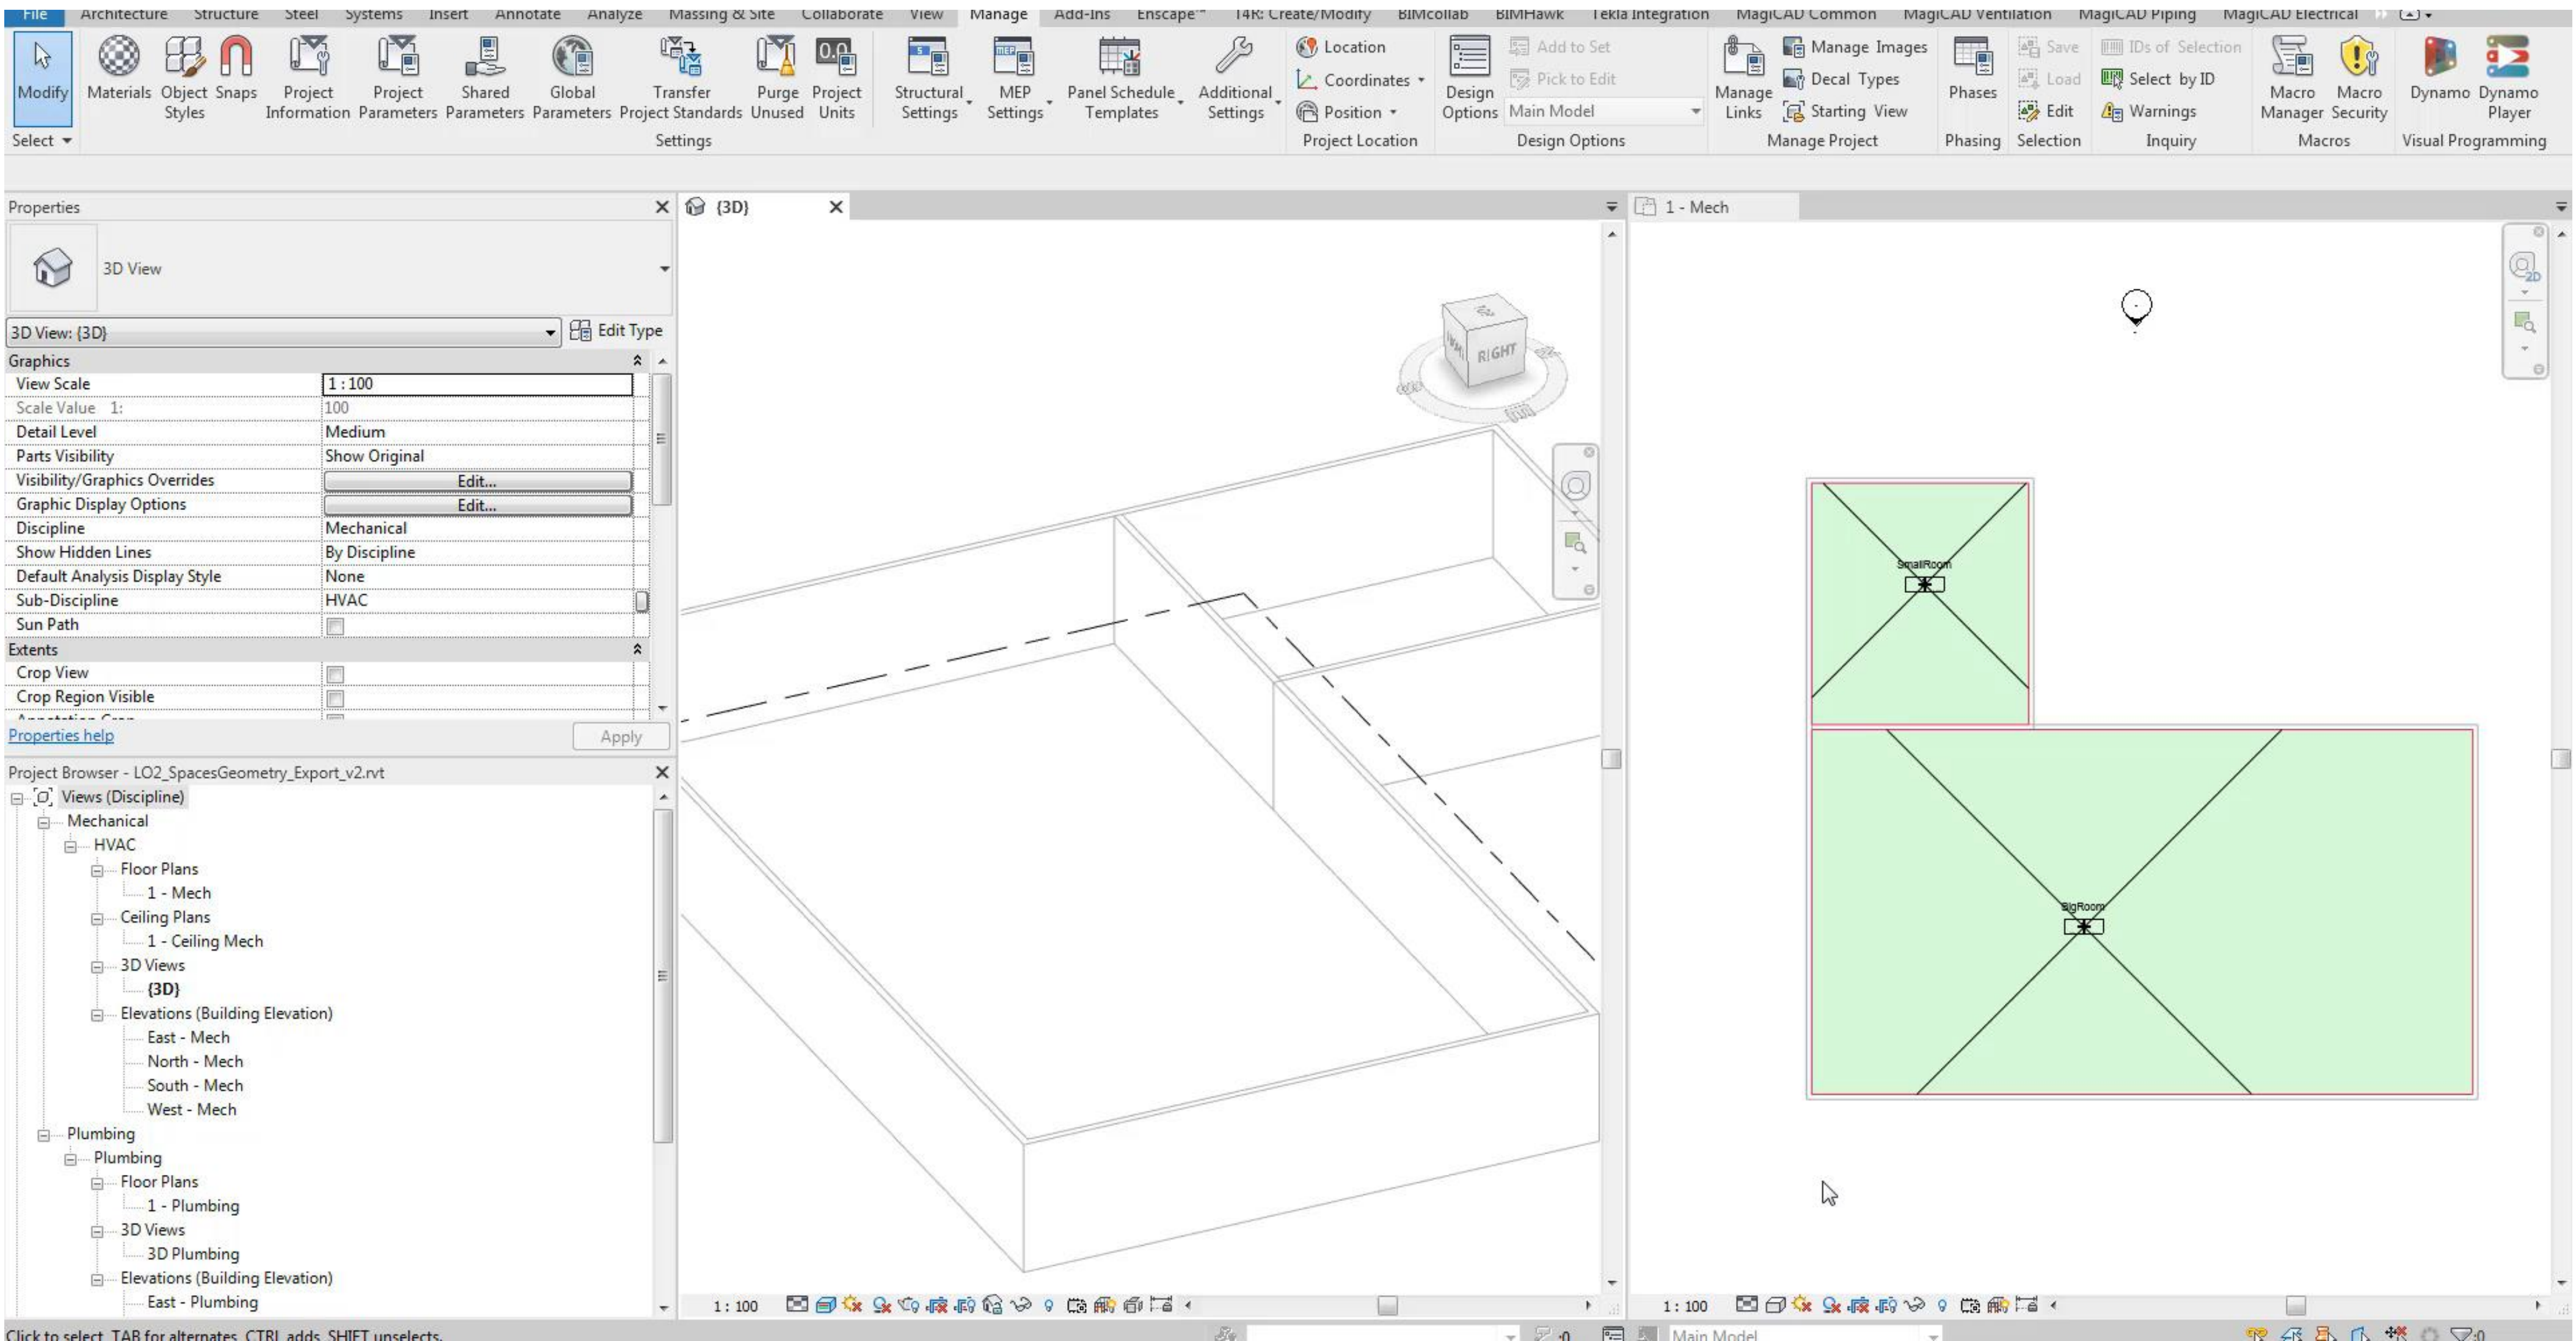 File Architecture Structure Steel Systems Insert Annotate Analyze Massing & Site Collaborate View Manage Add-Ins Enscape™ T4R: Create/Modify BIMcollab BIMHawk Tekla Integration MagiCAD Common MagiCAD Ventilation MagiCAD Piping MagiCAD Electrical
Modify
Materials
Object Styles
Snaps
Project Information
Project Parameters
Shared Parameters
Global Parameters
Transfer Project Standards
Purge Unused
Project Units
Structural Settings
MEP Settings
Panel Schedule Templates
Additional Settings
Location
Coordinates
Position
Design Options
Add to Set
Pick to Edit
Main Model
Manage Links
Manage Images
Decal Types
Starting View
Phases
Save
Load
Edit
IDs of Selection
Select by ID
Warnings
Macro Manager
Macro Security
Dynamo
Dynamo Player
Select
Settings
Project Location
Design Options
Manage Project
Phasing
Selection
Inquiry
Macros
Visual Programming
Properties
3D View
3D View: {3D}
Edit Type
Graphics
View Scale 1 : 100
Scale Value 1: 100
Detail Level Medium
Parts Visibility Show Original
Visibility/Graphics Overrides Edit...
Graphic Display Options Edit...
Discipline Mechanical
Show Hidden Lines By Discipline
Default Analysis Display Style None
Sub-Discipline HVAC
Sun Path
Extents
Crop View
Crop Region Visible
Properties help
Apply
Project Browser - LO2_SpacesGeometry_Export_v2.rvt
Views (Discipline)
Mechanical
HVAC
Floor Plans
1 - Mech
Ceiling Plans
1 - Ceiling Mech
3D Views
{3D}
Elevations (Building Elevation)
East - Mech
North - Mech
South - Mech
West - Mech
Plumbing
Plumbing
Floor Plans
1 - Plumbing
3D Views
3D Plumbing
Elevations (Building Elevation)
East - Plumbing
{3D}
RIGHT
1 : 100
1 - Mech
2D
SmallRoom
BigRoom
1 : 100
Click to select, TAB for alternates, CTRL adds, SHIFT unselects.
:0
Main Model
:0